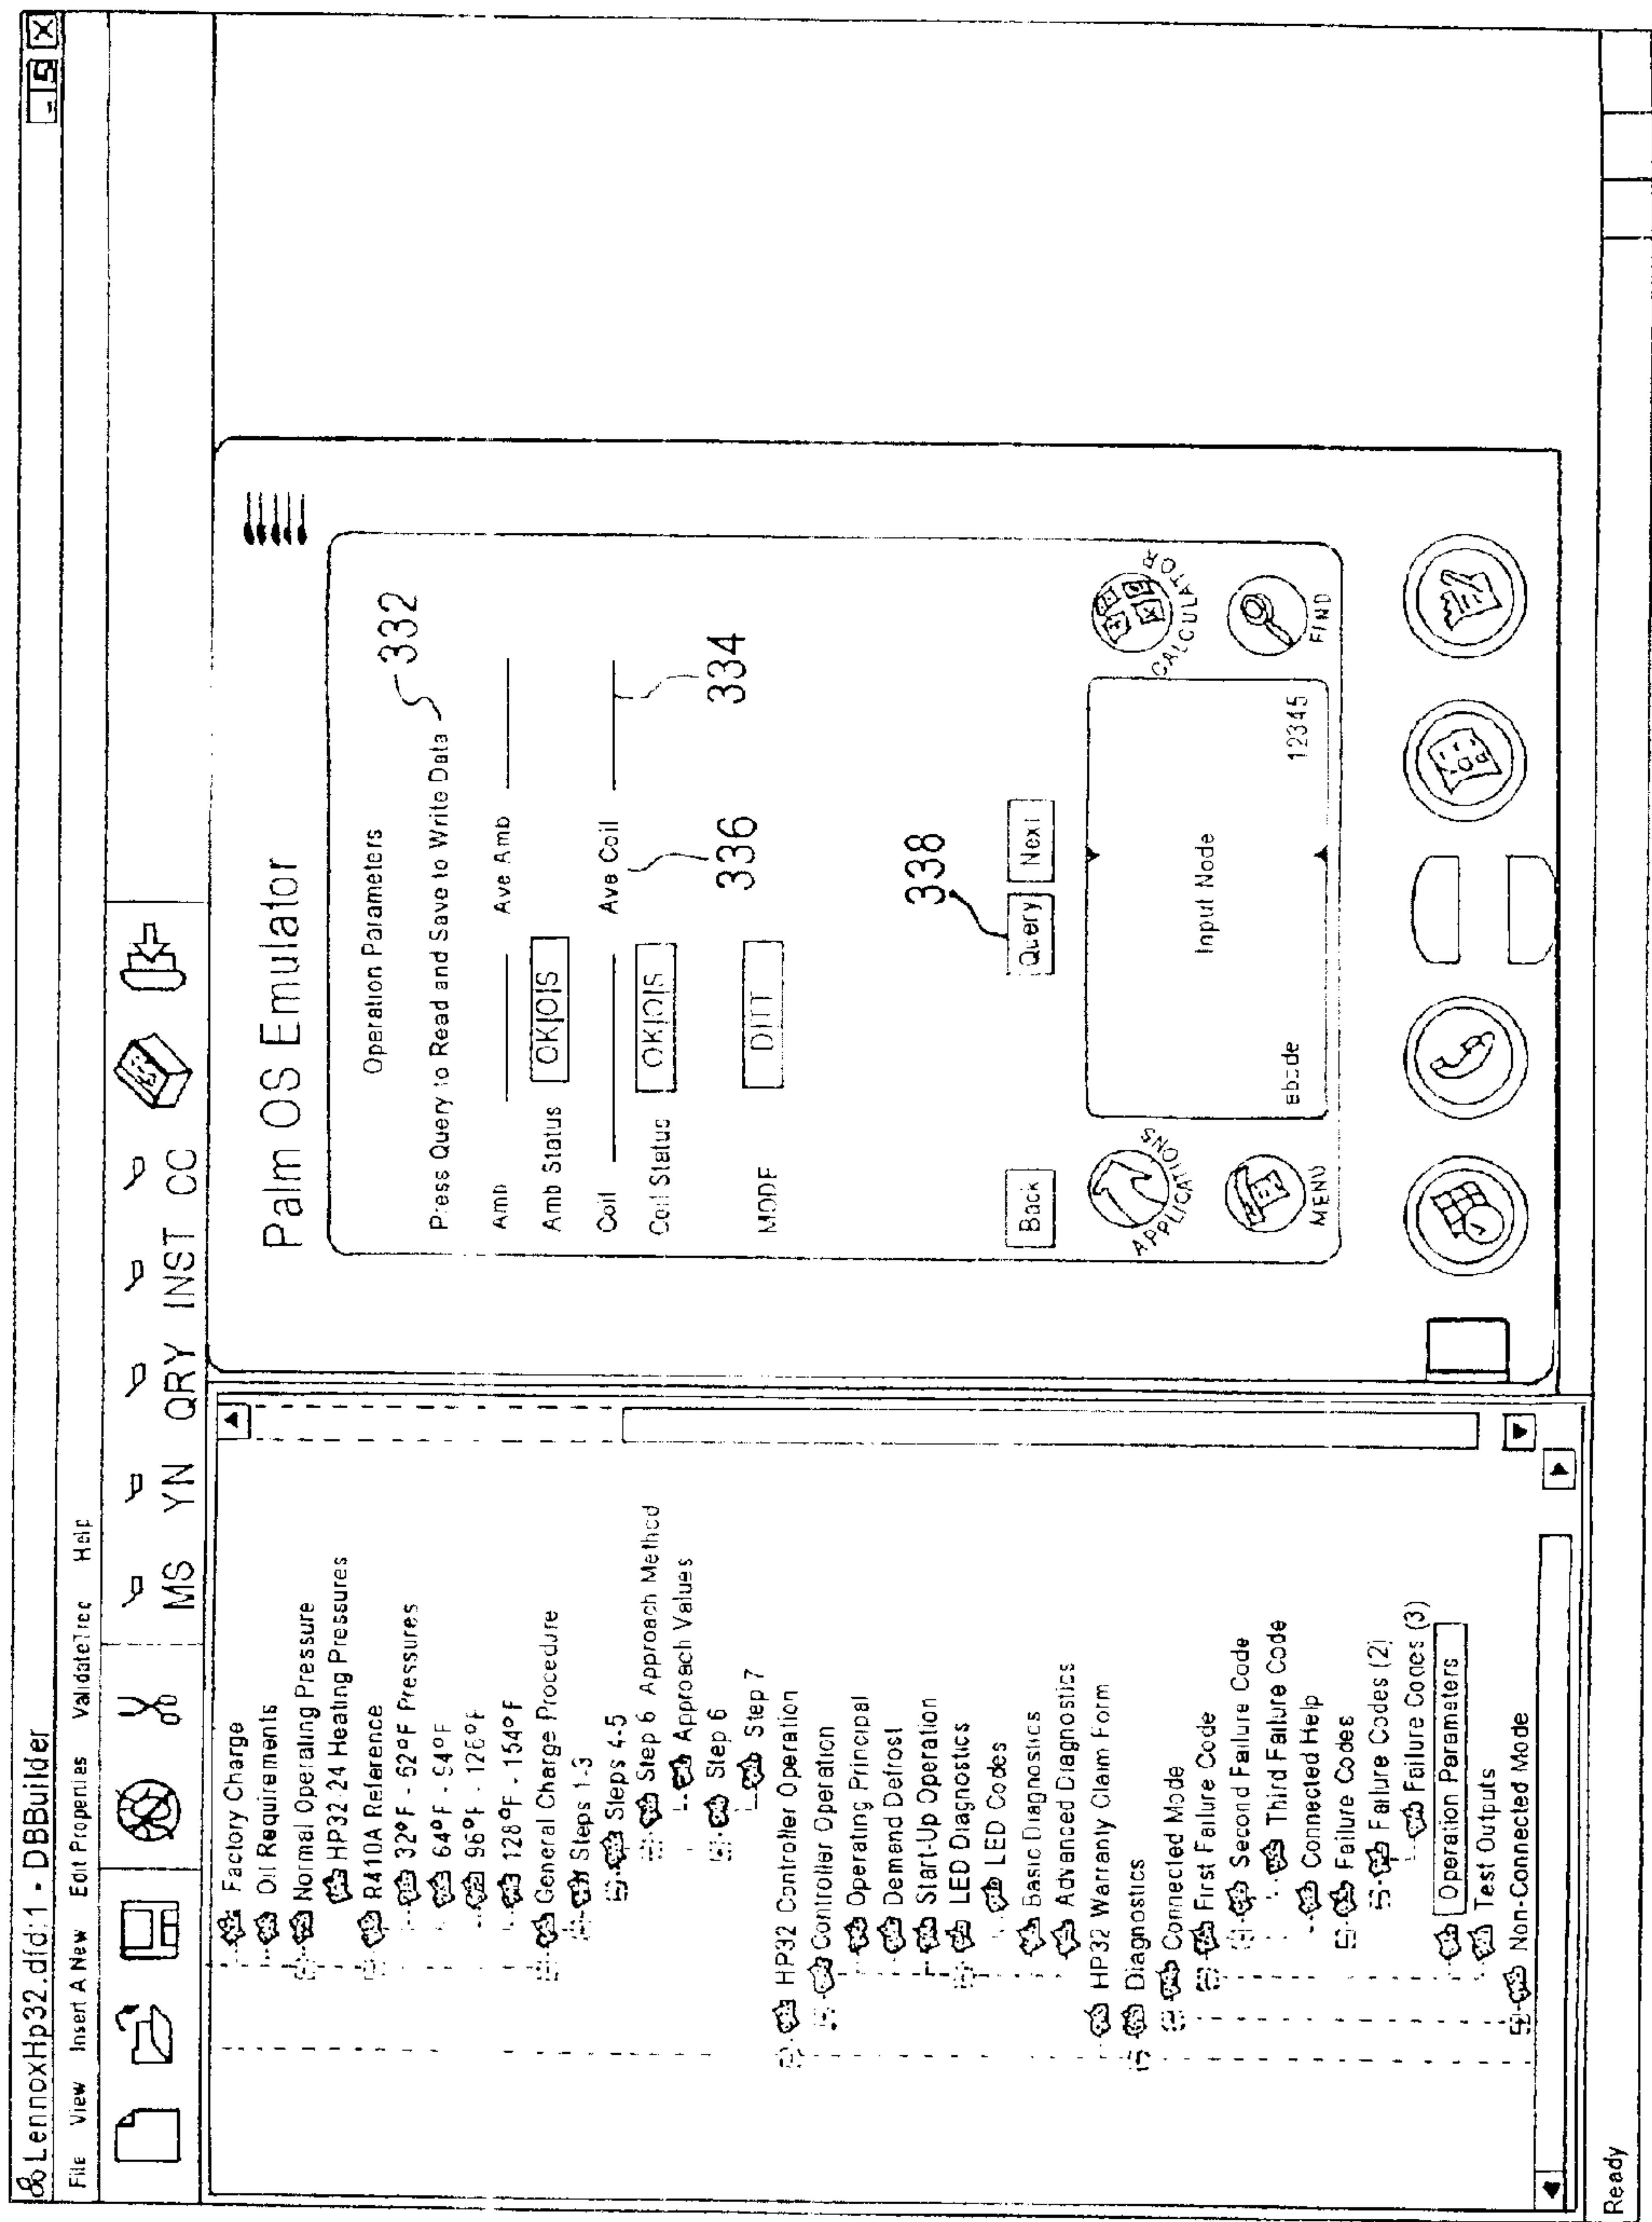 LennoxHp32.dfd:1 - DBBuilder
File View Insert A New Edit Properties ValidateTree Help
MS YN QRY INST CC
Factory Charge
Oil Requirements
Normal Operating Pressure
HP32-24 Heating Pressures
R410A Reference
32°F - 62°F Pressures
64°F - 94°F
96°F - 126°F
128°F - 154°F
General Charge Procedure
Steps 1-3
Steps 4-5
Step 6 Approach Method
Approach Values
Step 6
Step 7
HP32 Controller Operation
Controller Operation
Operating Principal
Demand Defrost
Start-Up Operation
LED Diagnostics
LED Codes
Basic Diagnostics
Advanced Diagnostics
HP32 Warranty Claim Form
Diagnostics
Connected Mode
First Failure Code
Second Failure Code
Third Failure Code
Connected Help
Failure Codes
Failure Codes (2)
Failure Codes (3)
Operation Parameters
Test Outputs
Non-Connected Mode
Palm OS Emulator
Operation Parameters
Press Query to Read and Save to Write Data
332
Amb Ave Amb
Amb Status OK|O|S
Coil Ave Coil
334
Coil Status OK|O|S
336
MODE D|T|T
338
Back Query Next
APPLICATIONS
CALCULATOR
Input Node
MENU
12345
FIND
Ready